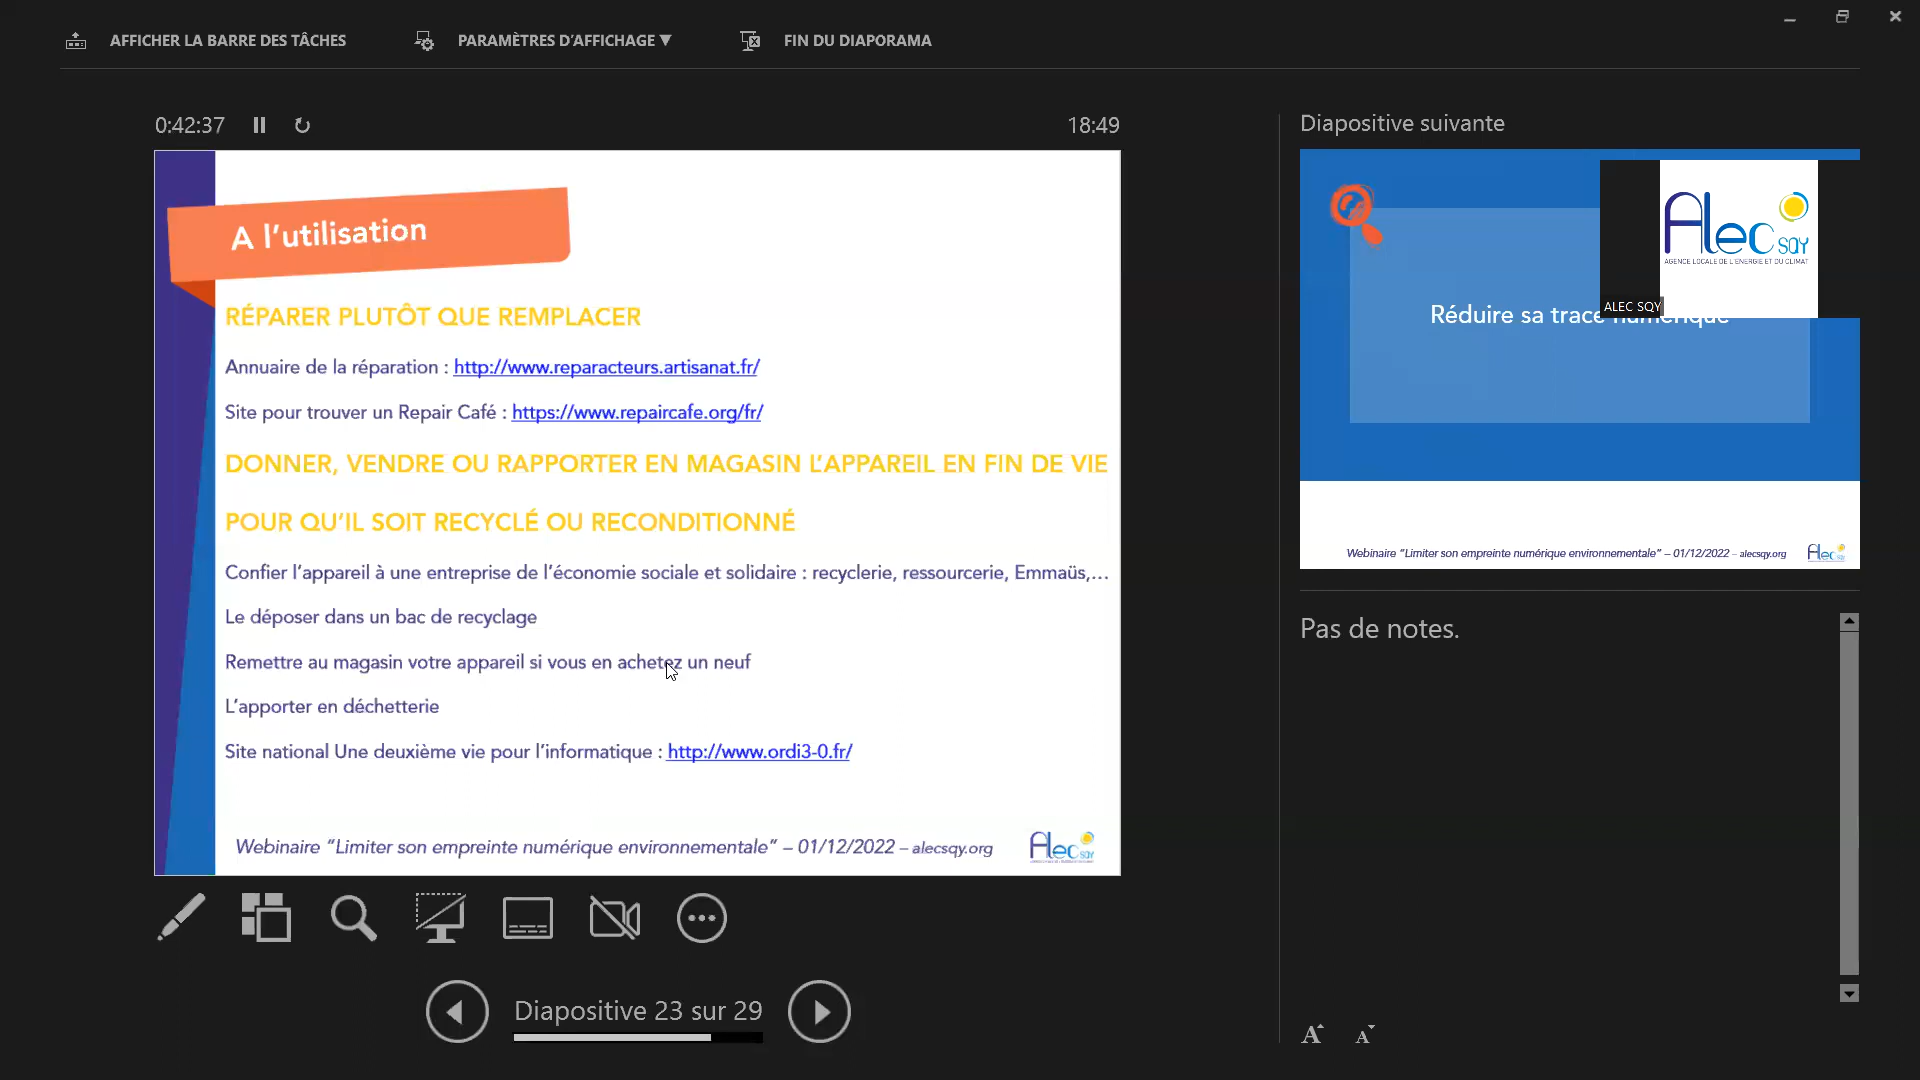 AFFICHER LA BARRE DES TÂCHES
PARAMÈTRES D'AFFICHAGE ▼
FIN DU DIAPORAMA
0:42:37
18:49
A l'utilisation
RÉPARER PLUTÔT QUE REMPLACER
Annuaire de la réparation : http://www.reparacteurs.artisanat.fr/
Site pour trouver un Repair Café : https://www.repaircafe.org/fr/
DONNER, VENDRE OU RAPPORTER EN MAGASIN L'APPAREIL EN FIN DE VIE
POUR QU'IL SOIT RECYCLÉ OU RECONDITIONNÉ
Confier l'appareil à une entreprise de l'économie sociale et solidaire : recyclerie, ressourcerie, Emmaüs,...
Le déposer dans un bac de recyclage
Remettre au magasin votre appareil si vous en achetez un neuf
L'apporter en déchetterie
Site national Une deuxième vie pour l'informatique : http://www.ordi3-0.fr/
Webinaire "Limiter son empreinte numérique environnementale" – 01/12/2022 – alecsqy.org
Alec SQY
Diapositive 23 sur 29
Diapositive suivante
Alec SQY
AGENCE LOCALE DE L'ENERGIE ET DU CLIMAT
ALEC SQY
Réduire sa trace numérique
Webinaire "Limiter son empreinte numérique environnementale" – 01/12/2022 – alecsqy.org
Alec SQY
Pas de notes.
A A